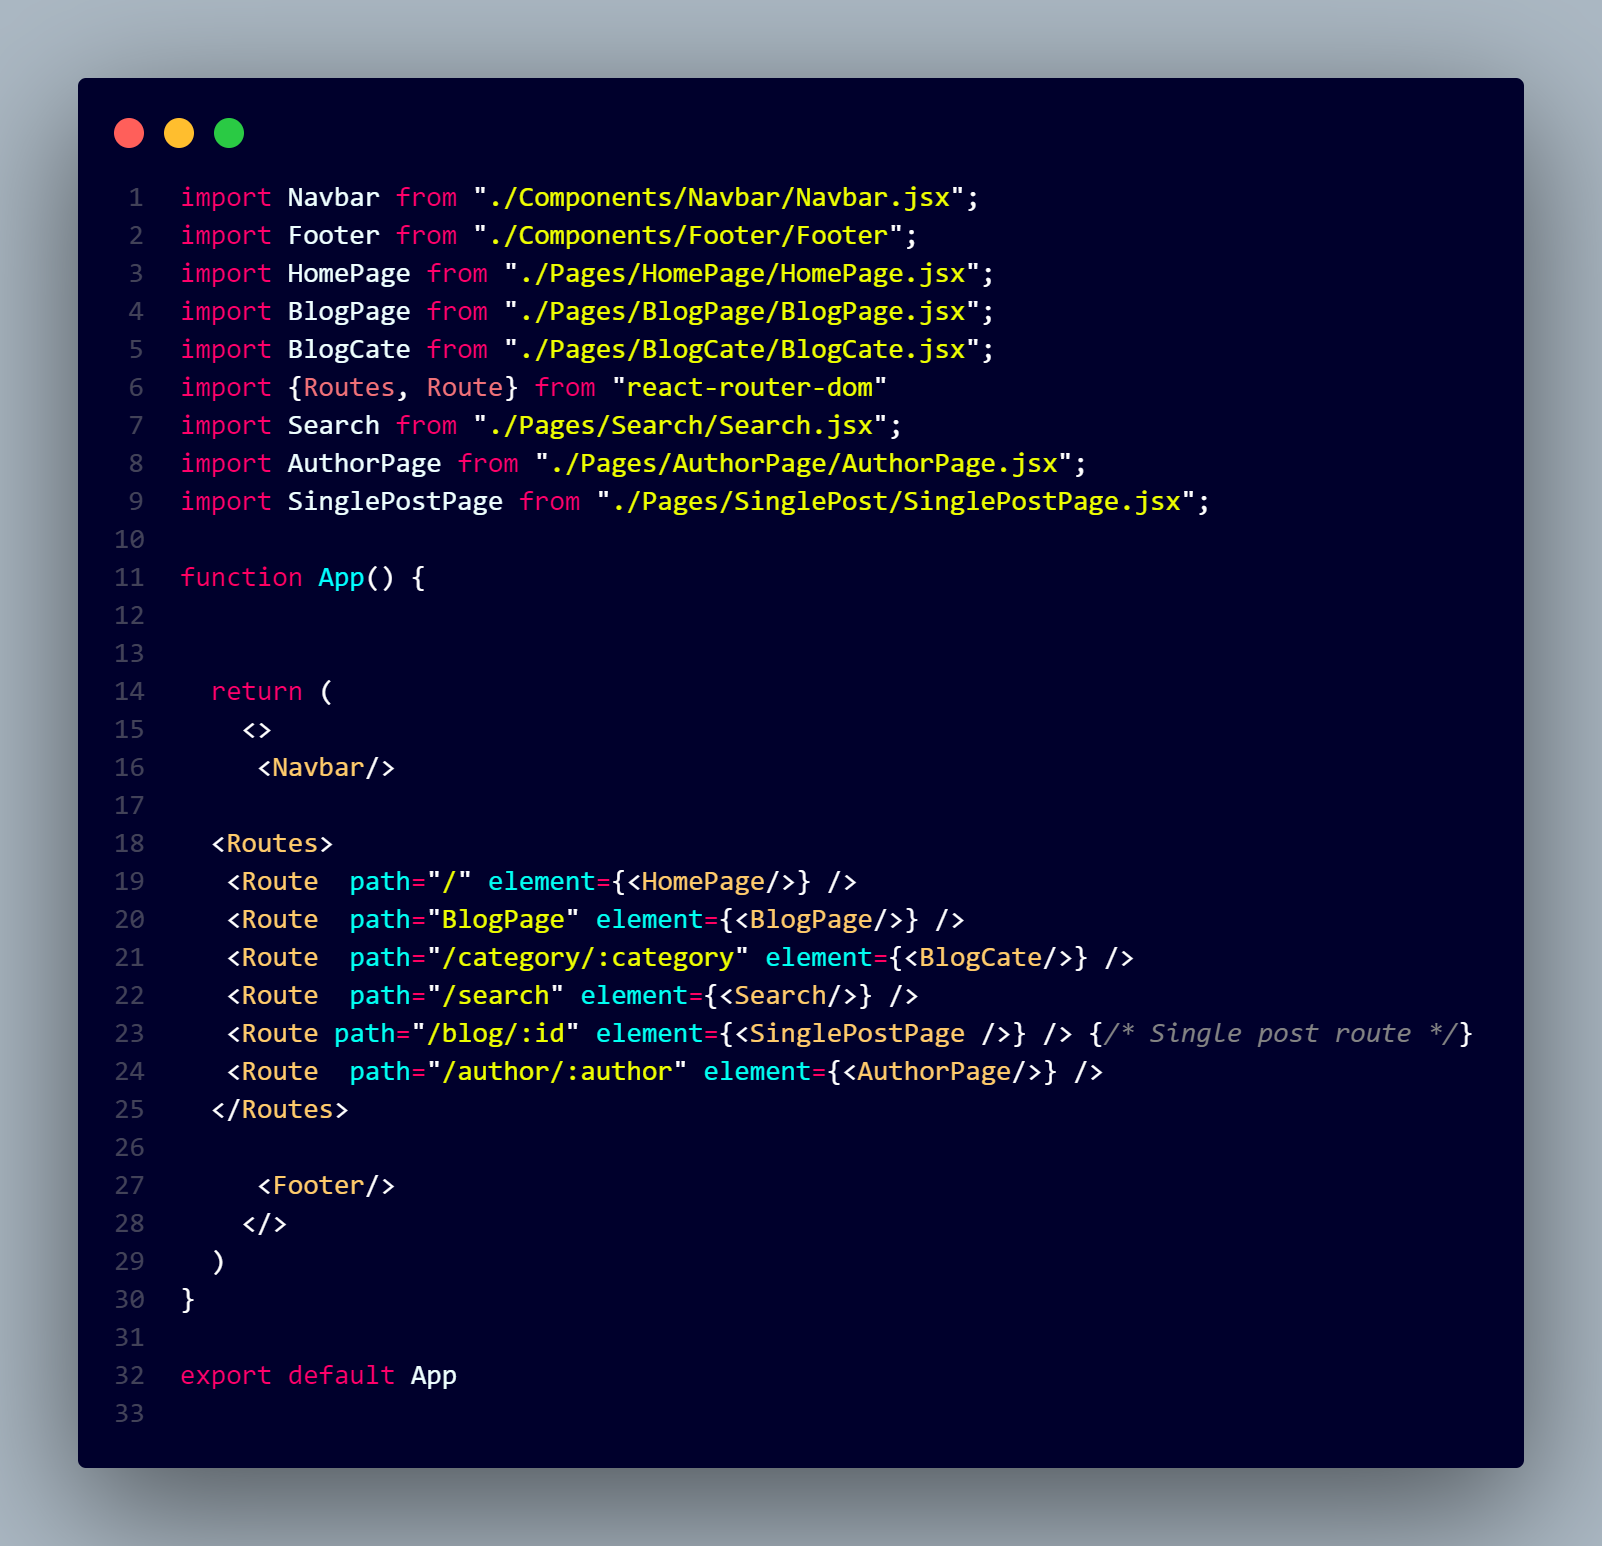 1 import Navbar from "./Components/Navbar/Navbar.jsx";
2 import Footer from "./Components/Footer/Footer";
3 import HomePage from "./Pages/HomePage/HomePage.jsx";
4 import BlogPage from "./Pages/BlogPage/BlogPage.jsx";
5 import BlogCate from "./Pages/BlogCate/BlogCate.jsx";
6 import {Routes, Route} from "react-router-dom"
7 import Search from "./Pages/Search/Search.jsx";
8 import AuthorPage from "./Pages/AuthorPage/AuthorPage.jsx";
9 import SinglePostPage from "./Pages/SinglePost/SinglePostPage.jsx";
10
11 function App() {
12
13
14   return (
15     <>
16      <Navbar/>
17
18   <Routes>
19    <Route  path="/" element={<HomePage/>} />
20    <Route  path="BlogPage" element={<BlogPage/>} />
21    <Route  path="/category/:category" element={<BlogCate/>} />
22    <Route  path="/search" element={<Search/>} />
23    <Route path="/blog/:id" element={<SinglePostPage />} /> {/* Single post route */}
24    <Route  path="/author/:author" element={<AuthorPage/>} />
25   </Routes>
26
27      <Footer/>
28     </>
29   )
30 }
31
32 export default App
33